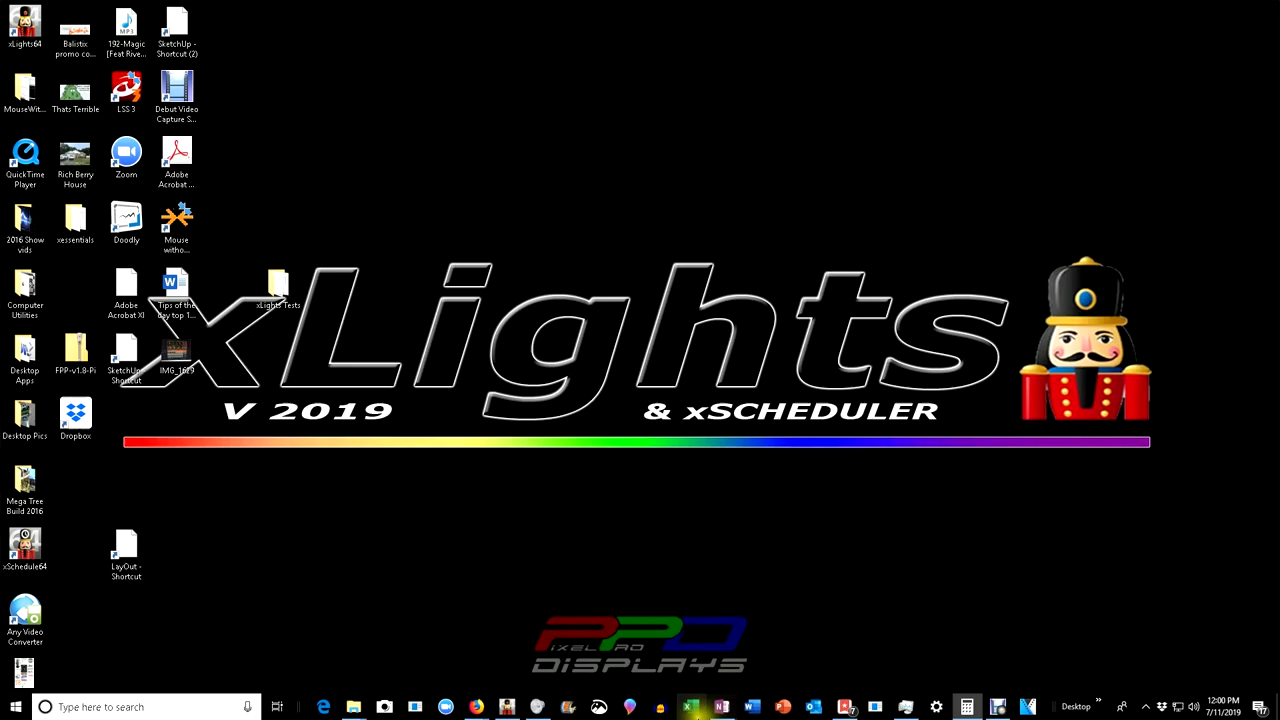 xLights64
Balistix promo co...
192-Magic [Feat Rive...
SketchUp - Shortcut (2)
MouseWit...
Thats Terrible
LSS 3
Debut Video Capture S...
QuickTime Player
Rich Berry House
Zoom
Adobe Acrobat ...
2016 Show vids
xessentials
Doodly
Mouse witho...
Computer Utilities
Adobe Acrobat XI
Tips of the day top 1...
xLights Tests
Desktop Apps
FPP-v1.8-Pi
SketchUp Shortcut
IMG_1629
Desktop Pics
Dropbox
Mega Tree Build 2016
xSchedule64
LayOut - Shortcut
Any Video Converter
xLights
V 2019 & xSCHEDULER
PPD
PIXEL PRO
DISPLAYS
Type here to search
Desktop
12:00 PM
7/11/2019